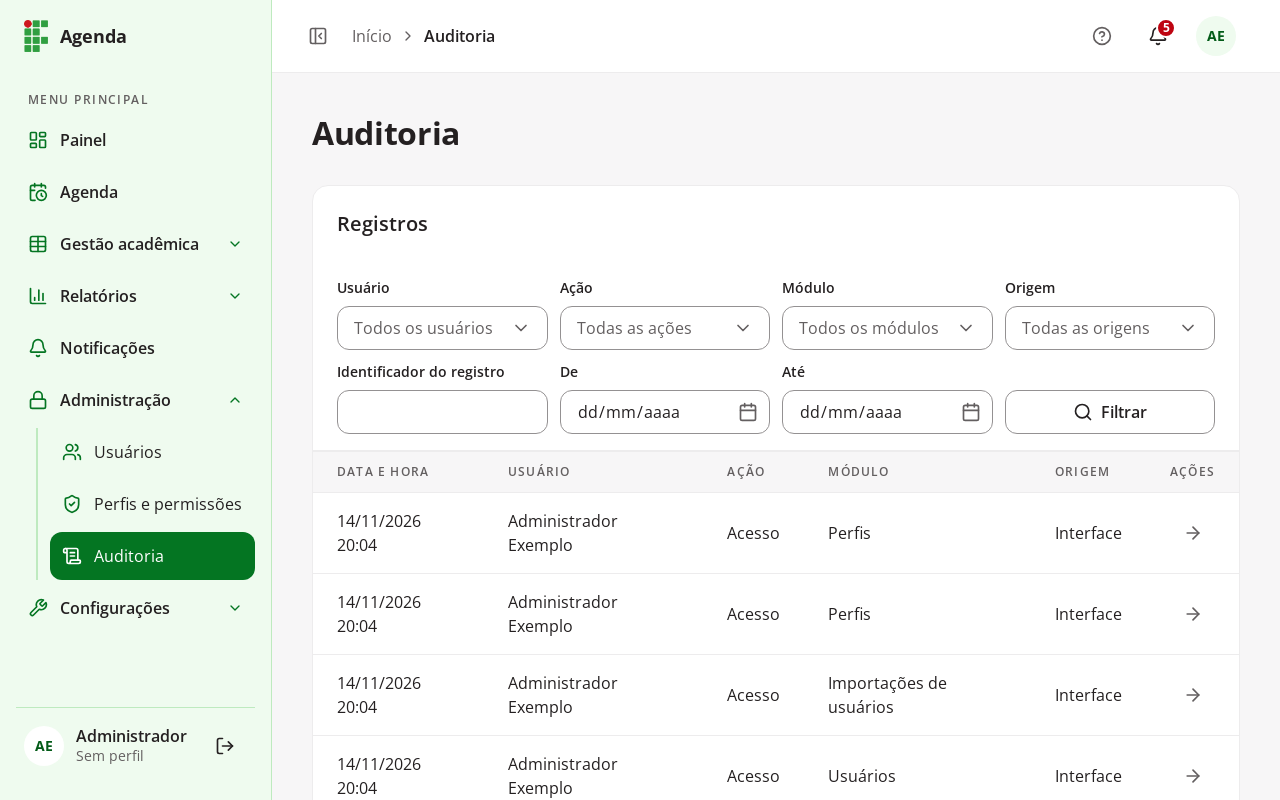 Agenda
MENU PRINCIPAL
Painel
Agenda
Gestão acadêmica
Relatórios
Notificações
Administração
Usuários
Perfis e permissões
Auditoria
Configurações
AE
Administrador
Sem perfil
Início
Auditoria
5
AE
Auditoria
Registros
Usuário
Ação
Módulo
Origem
Todos os usuários
Todas as ações
Todos os módulos
Todas as origens
Identificador do registro
De
Até
dd/mm/aaaa
dd/mm/aaaa
Filtrar
DATA E HORA
USUÁRIO
AÇÃO
MÓDULO
ORIGEM
AÇÕES
14/11/2026
20:04
Administrador
Exemplo
Acesso
Perfis
Interface
14/11/2026
20:04
Administrador
Exemplo
Acesso
Perfis
Interface
14/11/2026
20:04
Administrador
Exemplo
Acesso
Importações de
usuários
Interface
14/11/2026
20:04
Administrador
Exemplo
Acesso
Usuários
Interface